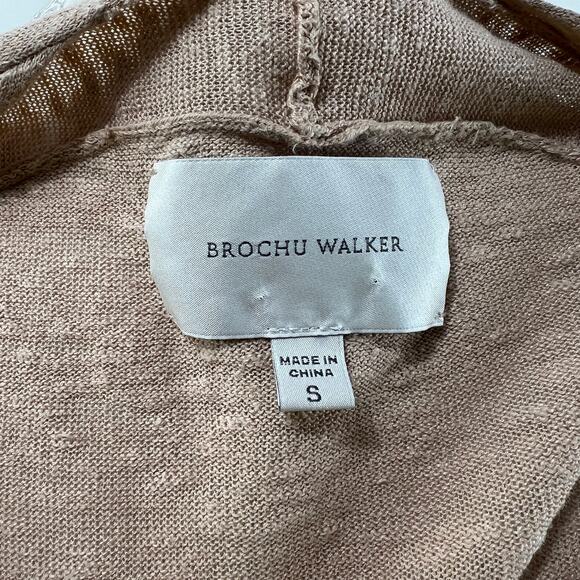 BROCHU WALKER
MADE IN
CHINA
S